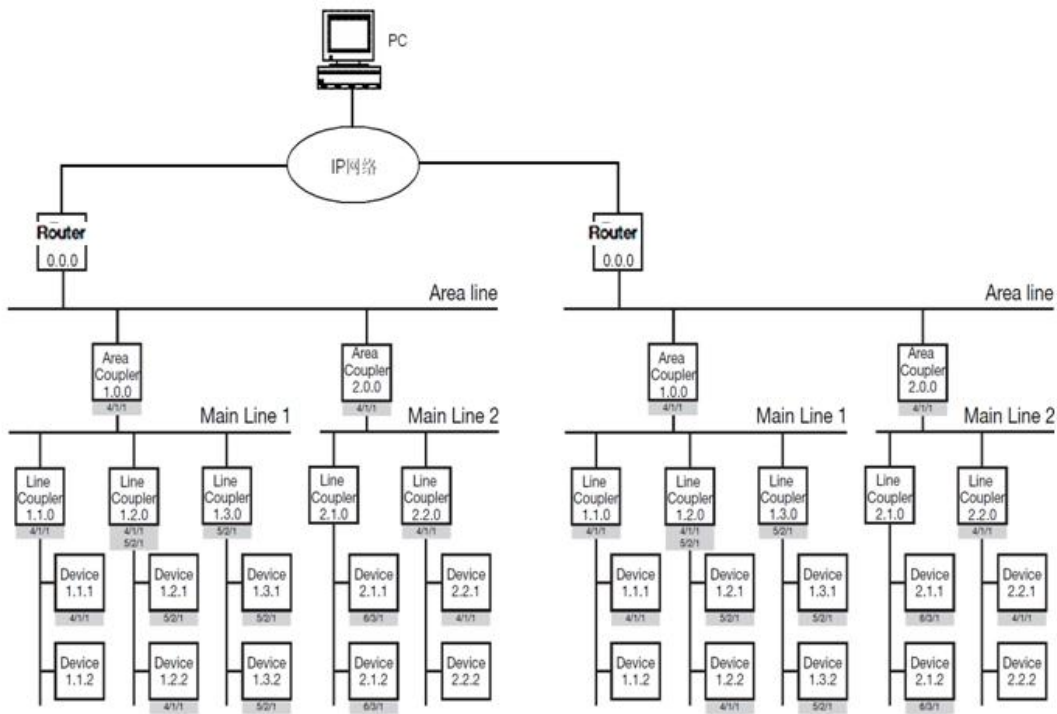 PC
IP网络
Router
0.0.0
Router
0.0.0
Area line
Area line
Area
Coupler
1.0.0
4/1/1
Area
Coupler
2.0.0
4/1/1
Area
Coupler
1.0.0
4/1/1
Area
Coupler
2.0.0
4/1/1
Main Line 1
Main Line 2
Main Line 1
Main Line 2
Line
Coupler
1.1.0
4/1/1
Line
Coupler
1.2.0
4/1/1
5/2/1
Line
Coupler
1.3.0
5/2/1
Line
Coupler
2.1.0
Line
Coupler
2.2.0
4/1/1
Line
Coupler
1.1.0
4/1/1
Line
Coupler
1.2.0
4/1/1
5/2/1
Line
Coupler
1.3.0
5/2/1
Line
Coupler
2.1.0
Line
Coupler
2.2.0
4/1/1
Device
1.1.1
4/1/1
Device
1.2.1
5/2/1
Device
1.3.1
5/2/1
Device
2.1.1
6/3/1
Device
2.2.1
4/1/1
Device
1.1.1
4/1/1
Device
1.2.1
5/2/1
Device
1.3.1
5/2/1
Device
2.1.1
6/3/1
Device
2.2.1
4/1/1
Device
1.1.2
Device
1.2.2
4/1/1
Device
1.3.2
5/2/1
Device
2.1.2
6/3/1
Device
2.2.2
Device
1.1.2
Device
1.2.2
4/1/1
Device
1.3.2
5/2/1
Device
2.1.2
6/3/1
Device
2.2.2